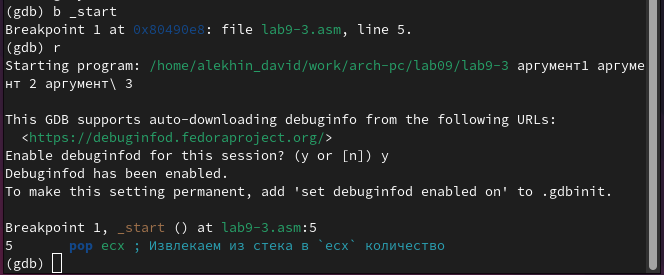 (gdb) b _start
Breakpoint 1 at 0x80490e8: file lab9-3.asm, line 5.
(gdb) r
Starting program: /home/alekhin_david/work/arch-pc/lab09/lab9-3 аргумент1 аргуме
нт 2 аргумент\ 3
This GDB supports auto-downloading debuginfo from the following URLs:
<https://debuginfod.fedoraproject.org/>
Enable debuginfod for this session? (y or [n]) y
Debuginfod has been enabled.
To make this setting permanent, add 'set debuginfod enabled on' to .gdbinit.
Breakpoint 1, _start () at lab9-3.asm:5
5 pop ecx ; Извлекаем из стека в `ecx` количество
(gdb)